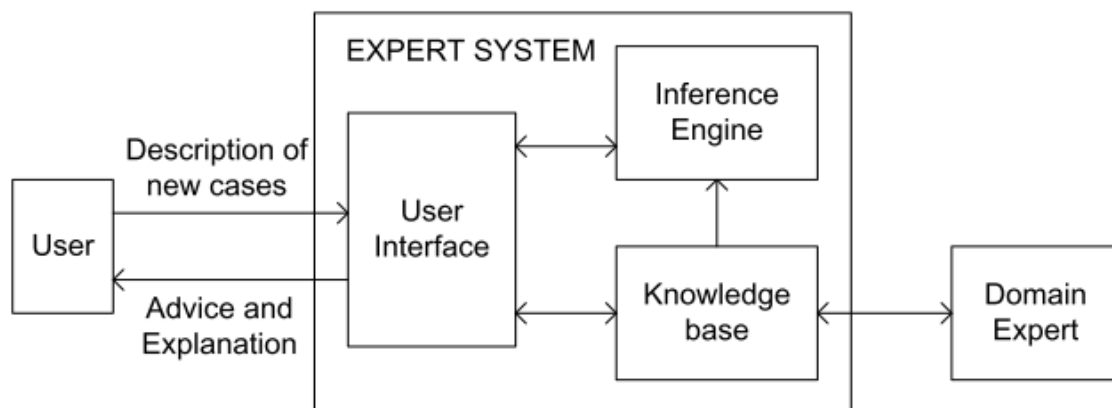 EXPERT SYSTEM
Inference
Engine
Description of
new cases
User
User
Interface
Advice and
Explanation
Knowledge
base
Domain
Expert